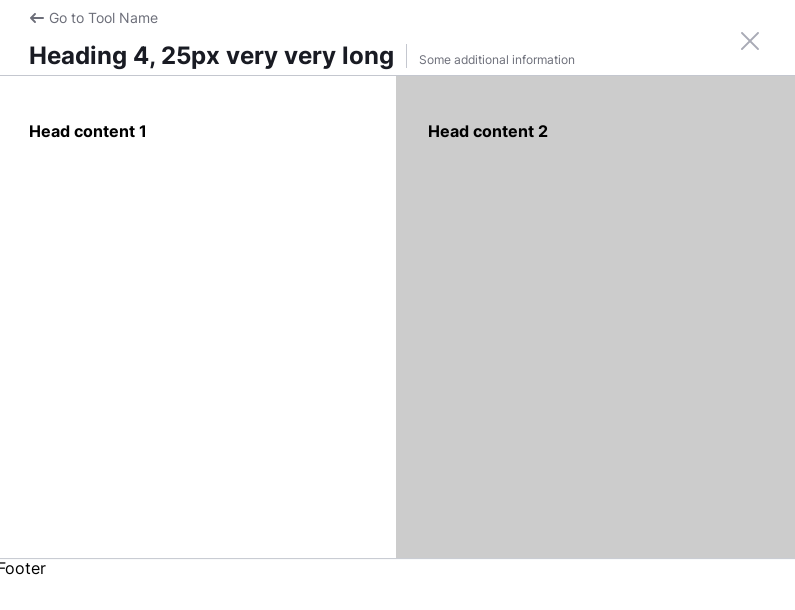 Go to Tool Name
Heading 4, 25px very very long
Some additional information
Head content 1
Head content 2
Footer